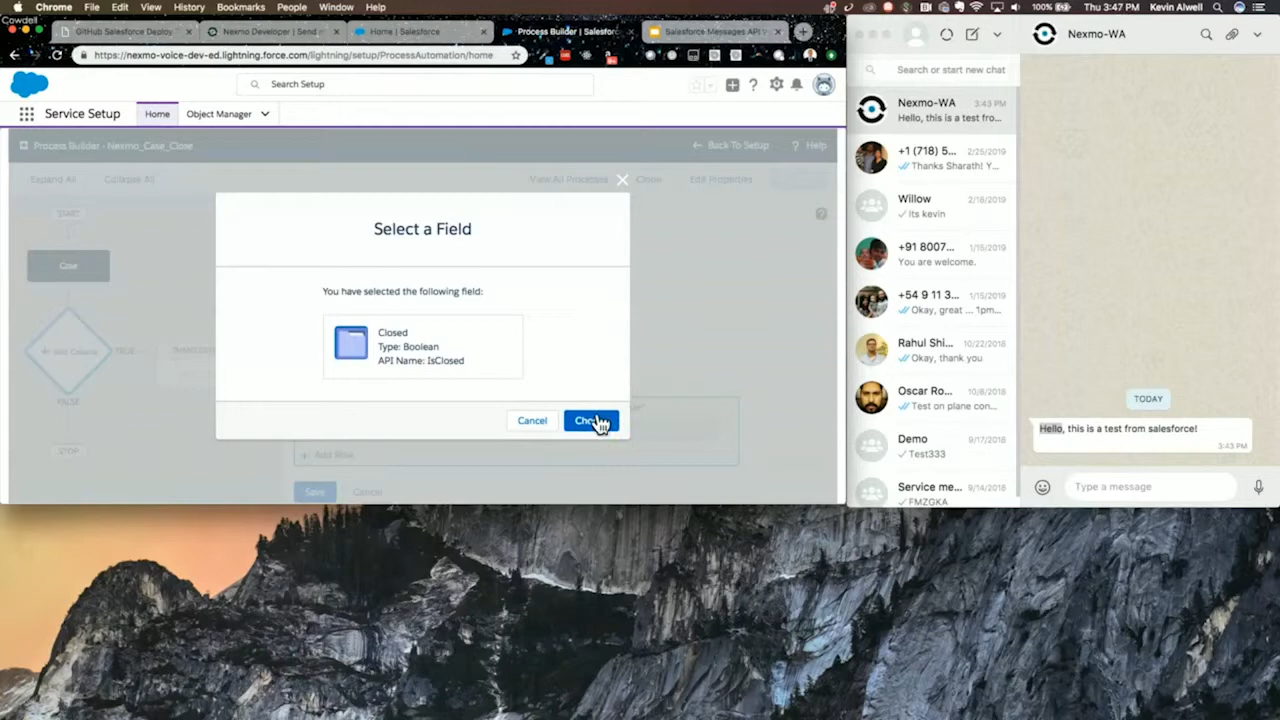 Chrome File Edit View History Bookmarks People Window Help
100% Thu 3:47 PM Kevin Alwell
Cowdell
GitHub Salesforce Deploy
Nexmo Developer | Send
Home | Salesforce
Process Builder | Salesfor
Salesforce Messages API
https://nexmo-voice-dev-ed.lightning.force.com/lightning/setup/ProcessAutomation/home
Search Setup
Service Setup Home Object Manager
Process Builder - Nexmo_Case_Close
Back To Setup ? Help
Expand All Collapse All View All Processes Clone Edit Properties
START
Case
Add Criteria
TRUE
FALSE
STOP
Select a Field
You have selected the following field:
Closed
Type: Boolean
API Name: IsClosed
Cancel
+ Add Row
Save Cancel
Nexmo-WA
Search or start new chat
Nexmo-WA 3:43 PM
Hello, this is a test fro...
+1 (718) 5... 2/25/2019
Thanks Sharath! Y...
Willow 2/18/2019
Its kevin
+91 8007... 1/15/2019
You are welcome.
+54 9 11 3... 1/15/2019
Okay, great ... 1pm...
Rahul Shi... 10/22/2018
Okay, thank you
Oscar Ro... 10/8/2018
Test on plane con...
Demo 9/17/2018
Test333
Service me... 9/14/2018
FMZGKA
TODAY
Hello, this is a test from salesforce!
3:43 PM
Type a message